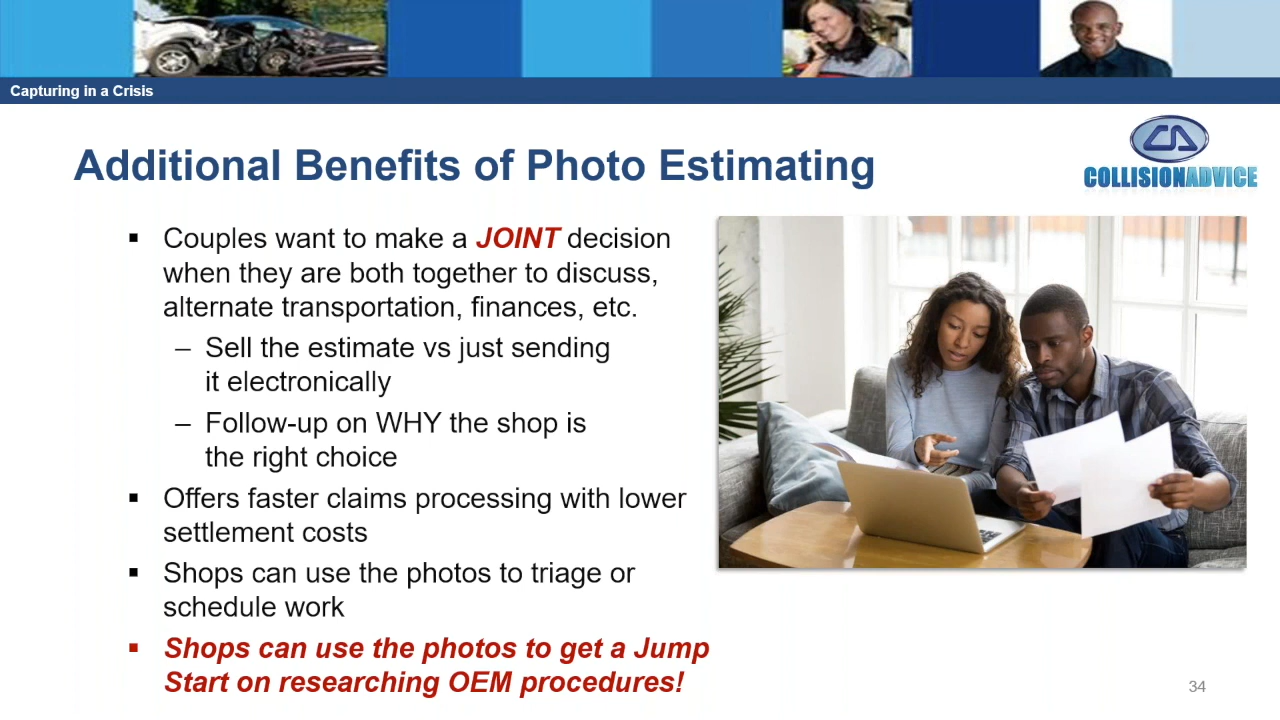 Capturing in a Crisis
Additional Benefits of Photo Estimating
COLLISIONADVICE
▪ Couples want to make a JOINT decision
when they are both together to discuss,
alternate transportation, finances, etc.
– Sell the estimate vs just sending
it electronically
– Follow-up on WHY the shop is
the right choice
▪ Offers faster claims processing with lower
settlement costs
▪ Shops can use the photos to triage or
schedule work
▪ Shops can use the photos to get a Jump
Start on researching OEM procedures!
34